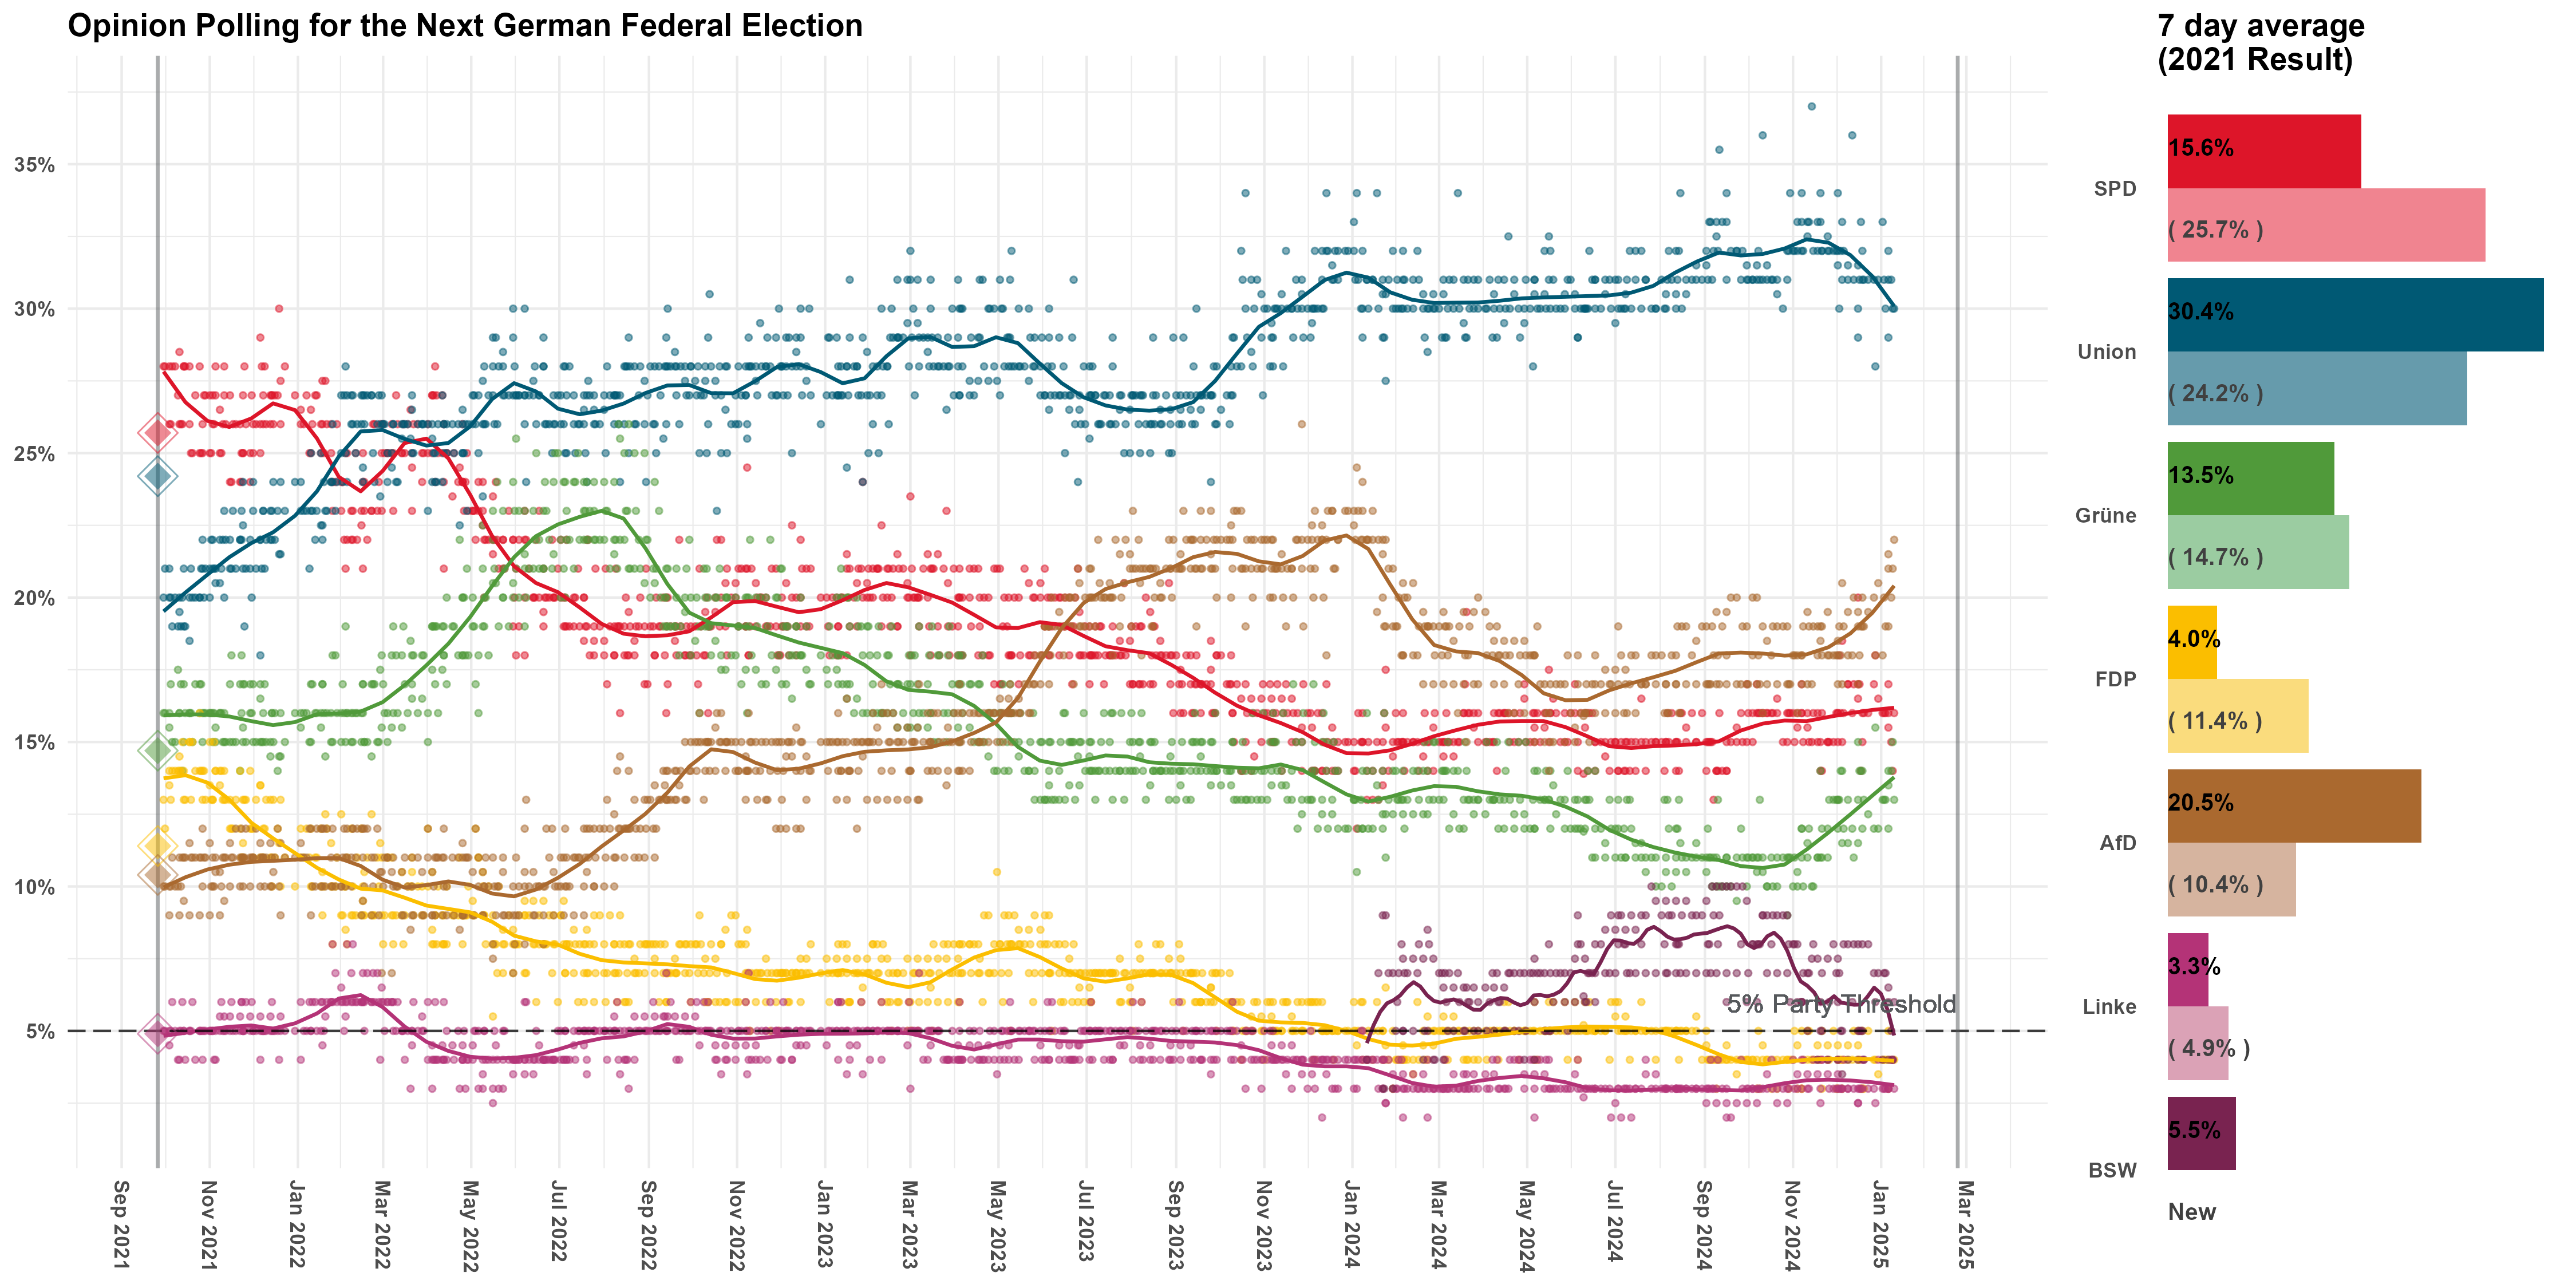 Opinion Polling for the Next German Federal Election
7 day average
(2021 Result)
35%
30%
25%
20%
15%
10%
5%
5% Party Threshold
Sep 2021
Nov 2021
Jan 2022
Mar 2022
May 2022
Jul 2022
Sep 2022
Nov 2022
Jan 2023
Mar 2023
May 2023
Jul 2023
Sep 2023
Nov 2023
Jan 2024
Mar 2024
May 2024
Jul 2024
Sep 2024
Nov 2024
Jan 2025
Mar 2025
SPD
15.6%
( 25.7% )
Union
30.4%
( 24.2% )
Grüne
13.5%
( 14.7% )
FDP
4.0%
( 11.4% )
AfD
20.5%
( 10.4% )
Linke
3.3%
( 4.9% )
BSW
5.5%
New